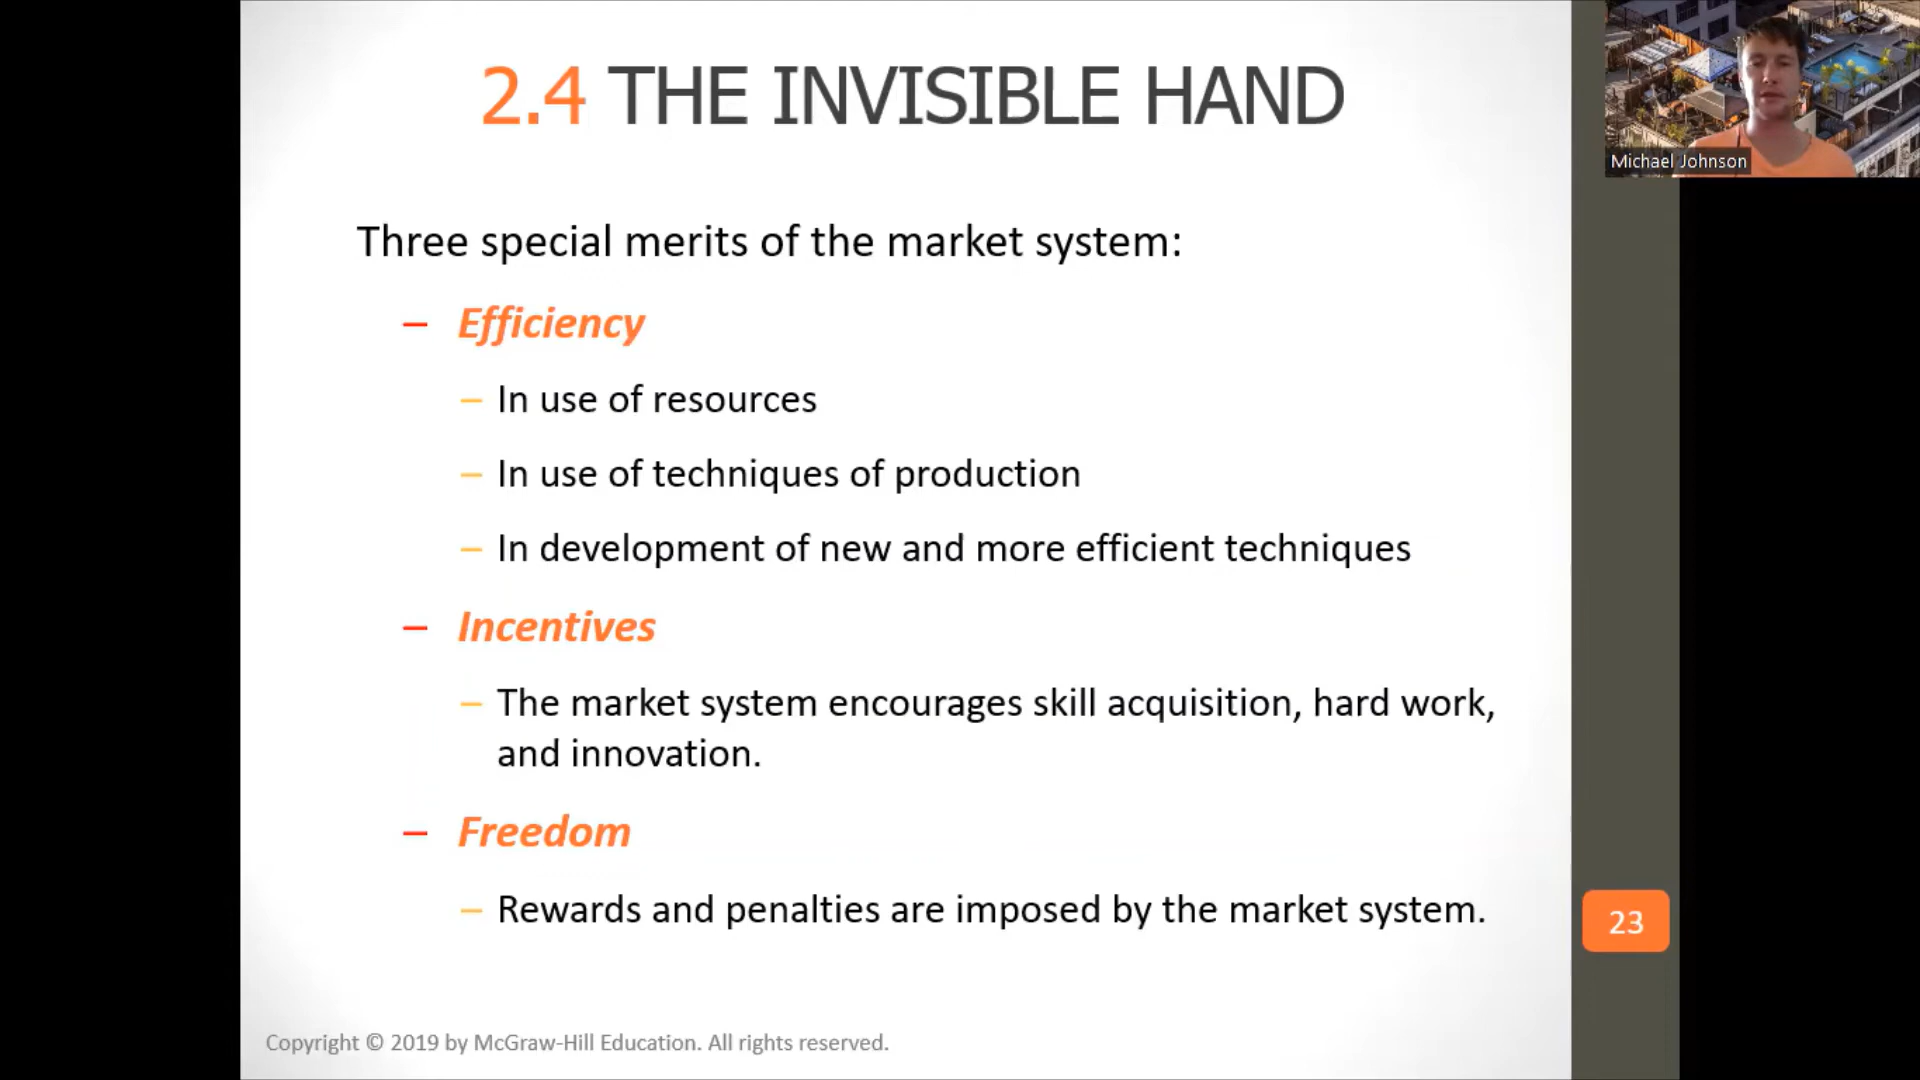 2.4 THE INVISIBLE HAND
Michael Johnson
Three special merits of the market system:
– Efficiency
– In use of resources
– In use of techniques of production
– In development of new and more efficient techniques
– Incentives
– The market system encourages skill acquisition, hard work,
and innovation.
– Freedom
– Rewards and penalties are imposed by the market system.
23
Copyright © 2019 by McGraw-Hill Education. All rights reserved.